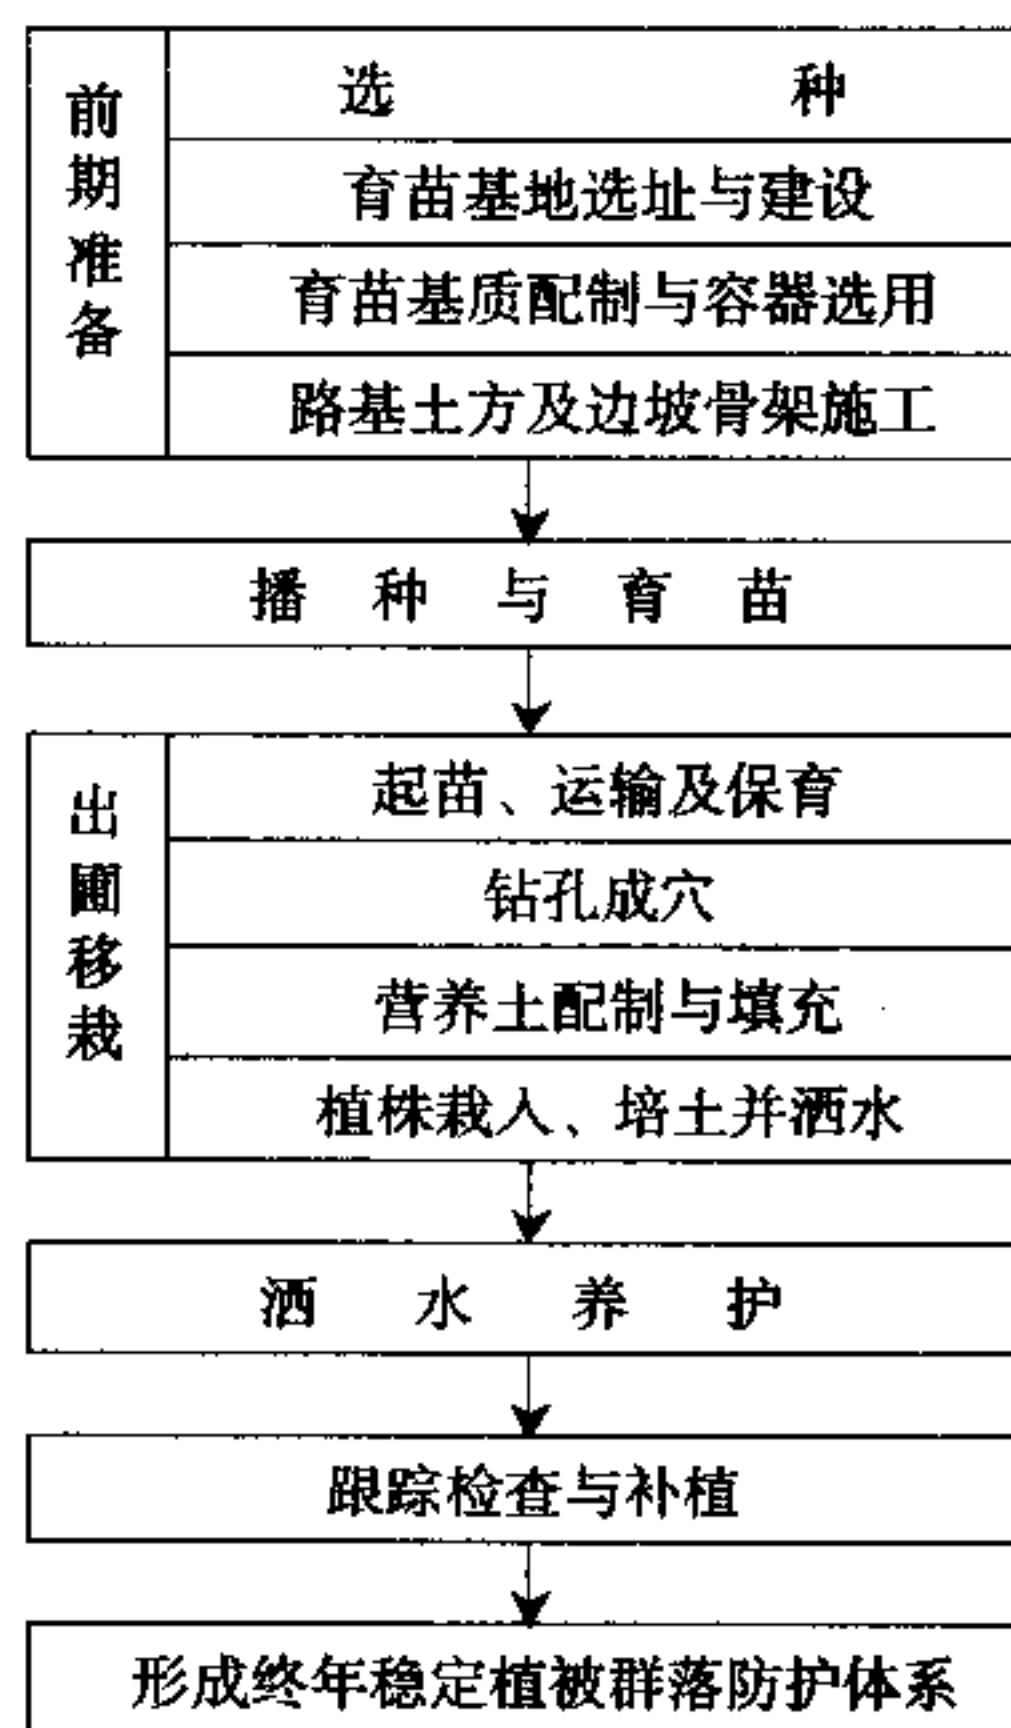 前期准备
选 种
育苗基地选址与建设
育苗基质配制与容器选用
路基土方及边坡骨架施工
播 种 与 育 苗
出圃移栽
起苗、运输及保育
钻孔成穴
营养土配制与填充
植株栽入、培土并洒水
洒 水 养 护
跟踪检查与补植
形成终年稳定植被群落防护体系